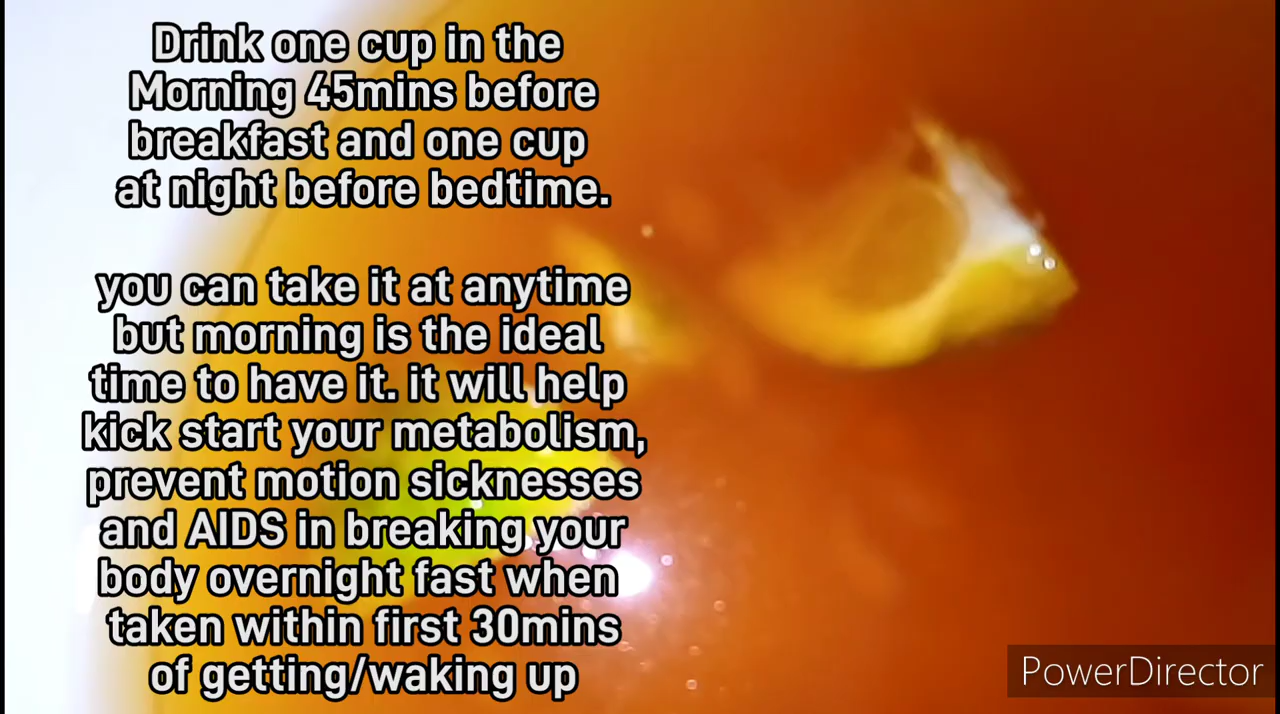 Drink one cup in the
Morning 45mins before
breakfast and one cup
at night before bedtime.
you can take it at anytime
but morning is the ideal
time to have it. it will help
kick start your metabolism,
prevent motion sicknesses
and AIDS in breaking your
body overnight fast when
taken within first 30mins
of getting/waking up
PowerDirector